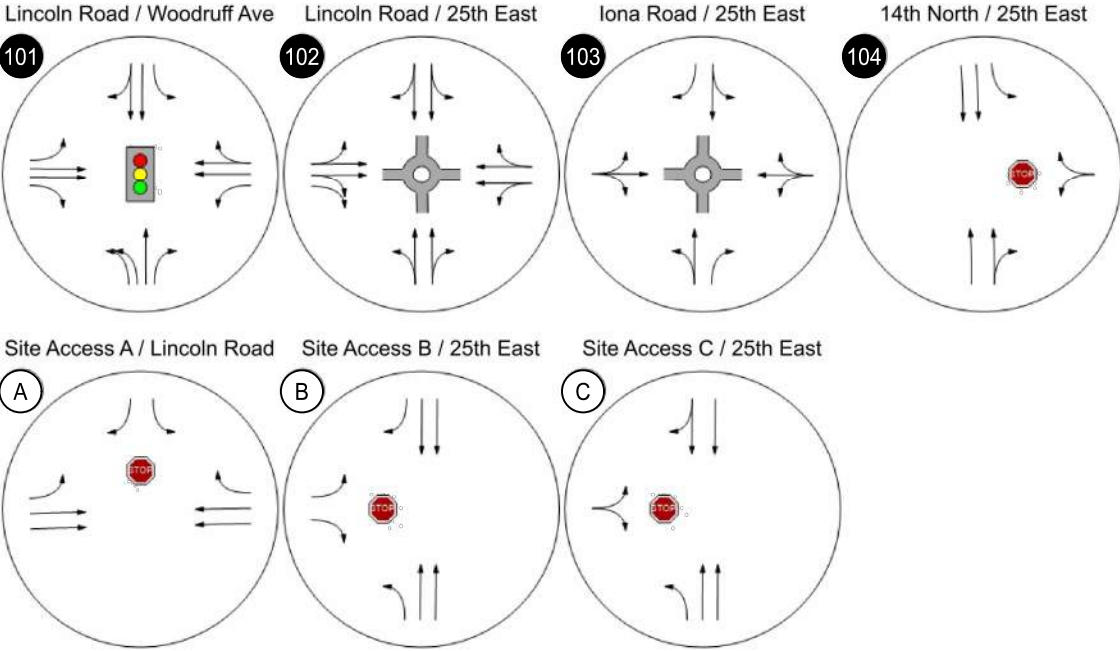 Lincoln Road / Woodruff Ave
Lincoln Road / 25th East
Iona Road / 25th East
14th North / 25th East
101
102
103
104
STOP
Site Access A / Lincoln Road
Site Access B / 25th East
Site Access C / 25th East
A
B
C
STOP
STOP
STOP